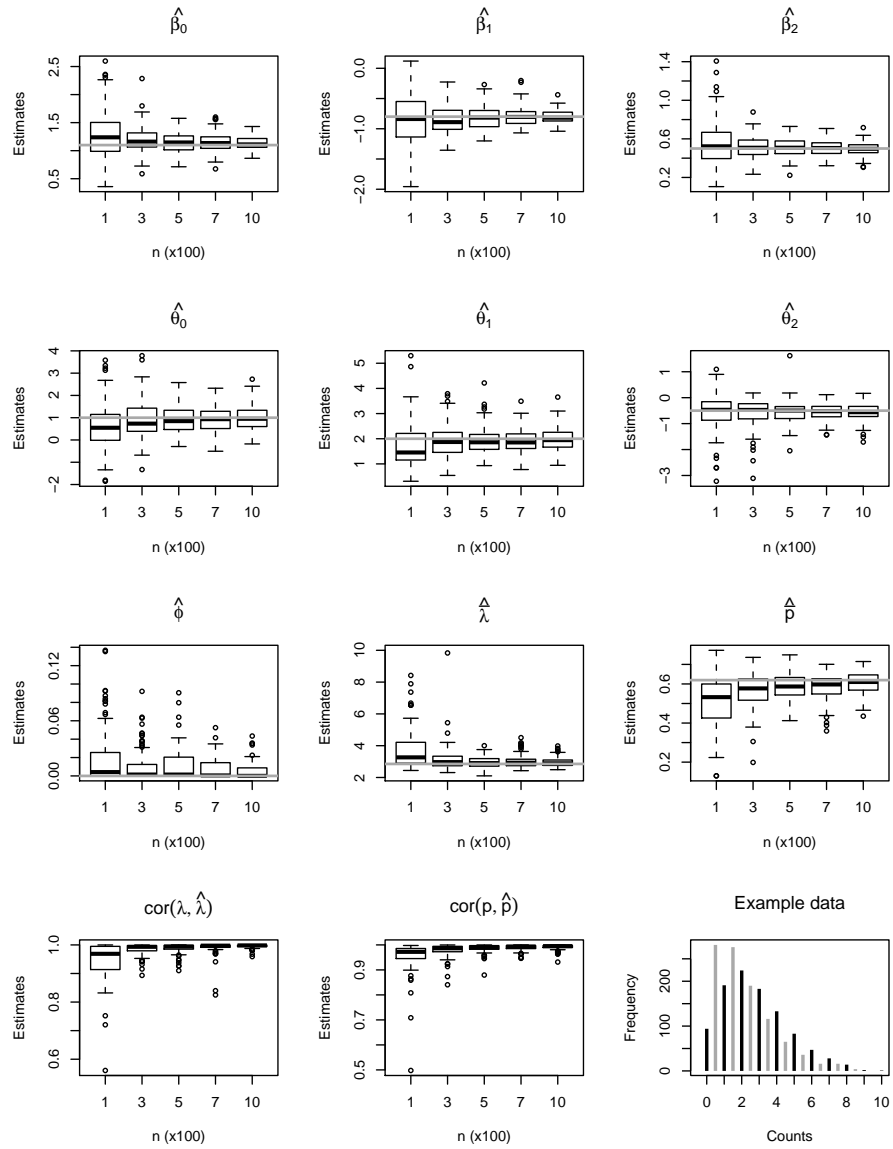 β̂₀
Estimates
0.5 1.5 2.5
1 3 5 7 10
n (x100)
β̂₁
Estimates
−2.0 −1.0 0.0
1 3 5 7 10
n (x100)
β̂₂
Estimates
0.2 0.6 1.0 1.4
1 3 5 7 10
n (x100)
θ̂₀
Estimates
−2 0 1 2 3 4
1 3 5 7 10
n (x100)
θ̂₁
Estimates
1 2 3 4 5
1 3 5 7 10
n (x100)
θ̂₂
Estimates
−3 −1 0 1
1 3 5 7 10
n (x100)
φ̂
Estimates
0.00 0.06 0.12
1 3 5 7 10
n (x100)
λ̂̄
Estimates
2 4 6 8 10
1 3 5 7 10
n (x100)
p̂̄
Estimates
0.2 0.4 0.6
1 3 5 7 10
n (x100)
cor(λ, λ̂)
Estimates
0.6 0.8 1.0
1 3 5 7 10
n (x100)
cor(p, p̂)
Estimates
0.5 0.7 0.9
1 3 5 7 10
n (x100)
Example data
Frequency
0 100 200
0 2 4 6 8 10
Counts